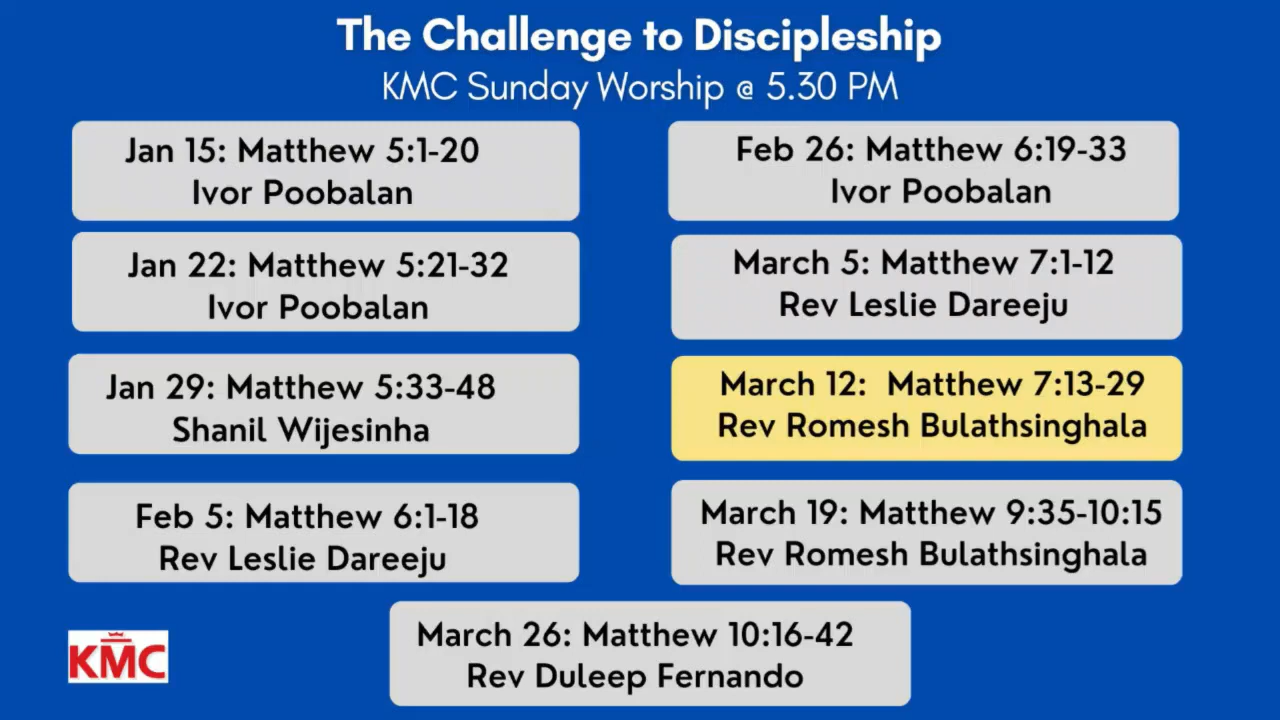 The Challenge to Discipleship
KMC Sunday Worship @ 5.30 PM
Jan 15: Matthew 5:1-20
Ivor Poobalan
Jan 22: Matthew 5:21-32
Ivor Poobalan
Jan 29: Matthew 5:33-48
Shanil Wijesinha
Feb 5: Matthew 6:1-18
Rev Leslie Dareeju
Feb 26: Matthew 6:19-33
Ivor Poobalan
March 5: Matthew 7:1-12
Rev Leslie Dareeju
March 12:  Matthew 7:13-29
Rev Romesh Bulathsinghala
March 19: Matthew 9:35-10:15
Rev Romesh Bulathsinghala
March 26: Matthew 10:16-42
Rev Duleep Fernando
KMC